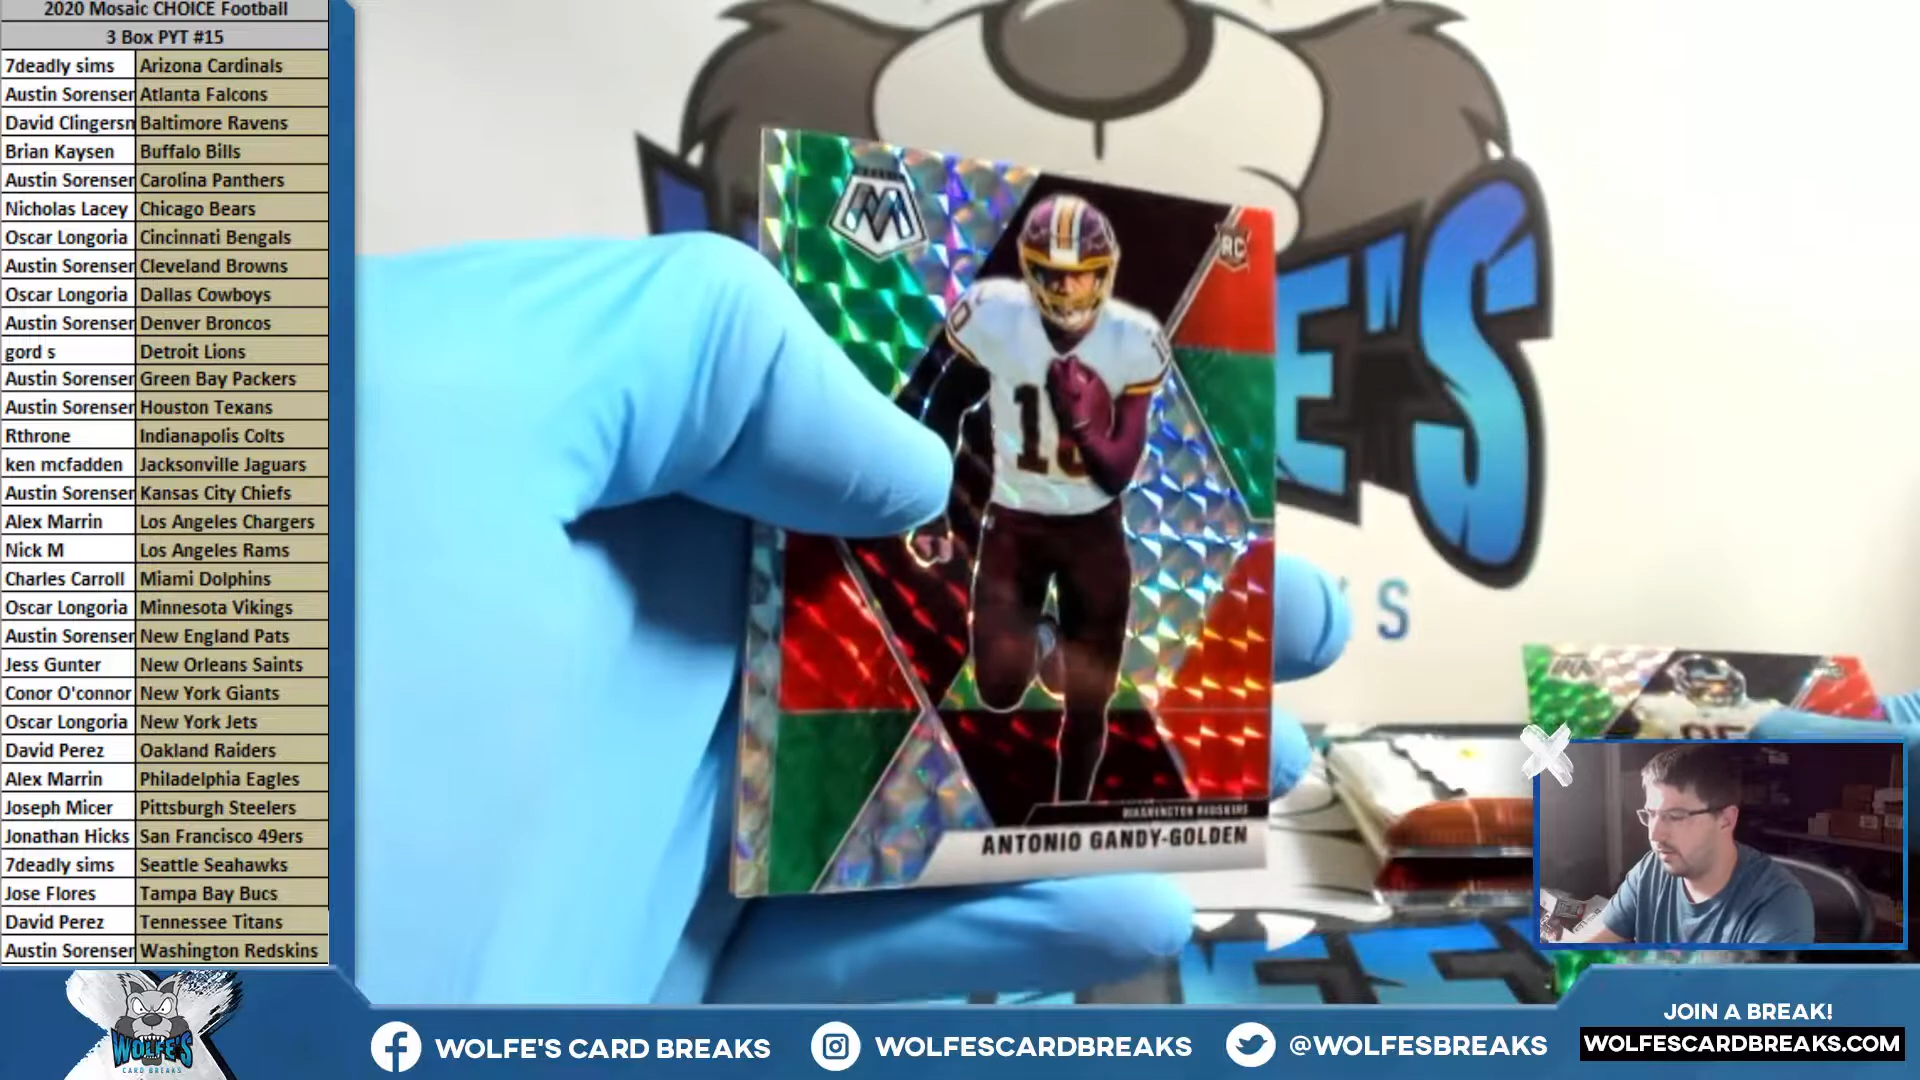 2020 Mosaic CHOICE Football
3 Box PYT #15
7deadly sims Arizona Cardinals
Austin Sorenser Atlanta Falcons
David Clingersn Baltimore Ravens
Brian Kaysen Buffalo Bills
Austin Sorenser Carolina Panthers
Nicholas Lacey Chicago Bears
Oscar Longoria Cincinnati Bengals
Austin Sorenser Cleveland Browns
Oscar Longoria Dallas Cowboys
Austin Sorenser Denver Broncos
gord s Detroit Lions
Austin Sorenser Green Bay Packers
Austin Sorenser Houston Texans
Rthrone Indianapolis Colts
ken mcfadden Jacksonville Jaguars
Austin Sorenser Kansas City Chiefs
Alex Marrin Los Angeles Chargers
Nick M Los Angeles Rams
Charles Carroll Miami Dolphins
Oscar Longoria Minnesota Vikings
Austin Sorenser New England Pats
Jess Gunter New Orleans Saints
Conor O'connor New York Giants
Oscar Longoria New York Jets
David Perez Oakland Raiders
Alex Marrin Philadelphia Eagles
Joseph Micer Pittsburgh Steelers
Jonathan Hicks San Francisco 49ers
7deadly sims Seattle Seahawks
Jose Flores Tampa Bay Bucs
David Perez Tennessee Titans
Austin Sorenser Washington Redskins
M
RC
10
10
WASHINGTON REDSKINS
ANTONIO GANDY-GOLDEN
E'S
S
WOLFE'S
CARD BREAKS
WOLFE'S CARD BREAKS
WOLFESCARDBREAKS
@WOLFESBREAKS
JOIN A BREAK!
WOLFESCARDBREAKS.COM